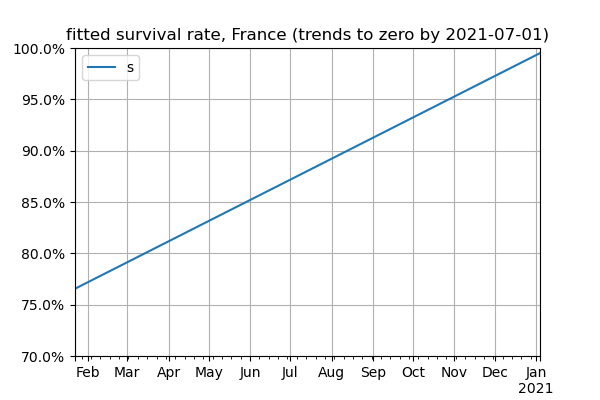 fitted survival rate, France (trends to zero by 2021-07-01)
100.0%
s
95.0%
90.0%
85.0%
80.0%
75.0%
70.0%
Feb Mar Apr May Jun Jul Aug Sep Oct Nov Dec Jan
2021